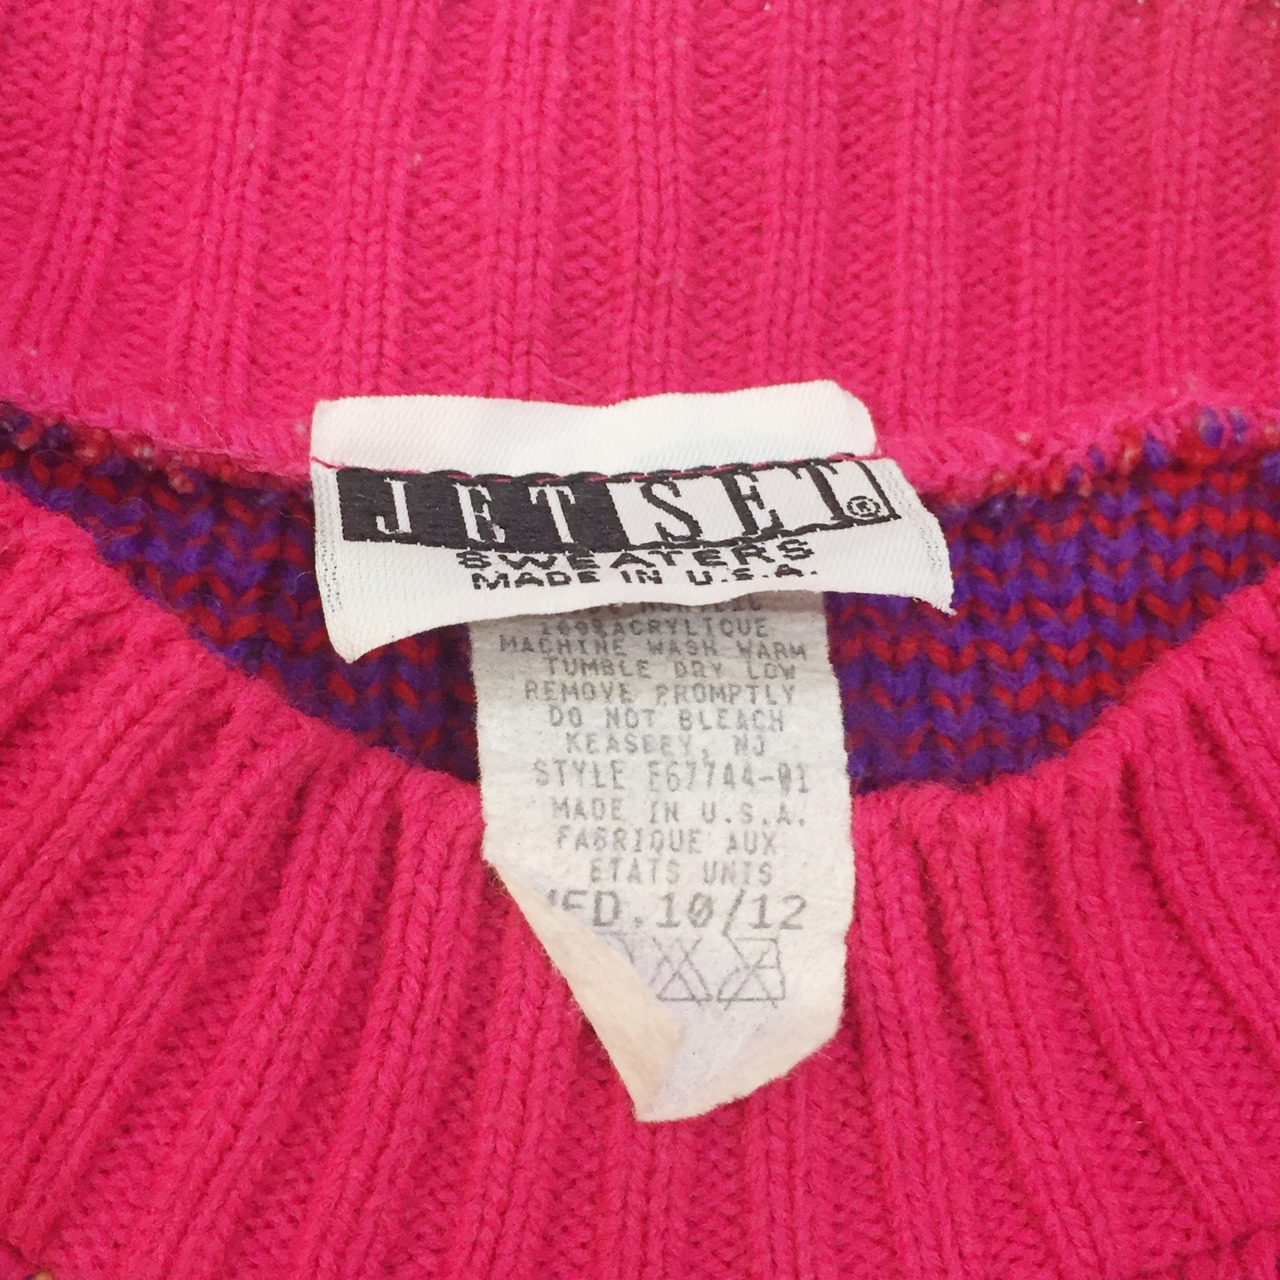 JET SET®
SWEATERS
MADE IN U.S.A.
100%ACRYLIQUE
MACHINE WASH WARM
TUMBLE DRY LOW
REMOVE PROMPTLY
DO NOT BLEACH
KEASBEY, NJ
STYLE E67744-01
MADE IN U.S.A.
FABRIQUE AUX
ETATS UNIS
MED.10/12